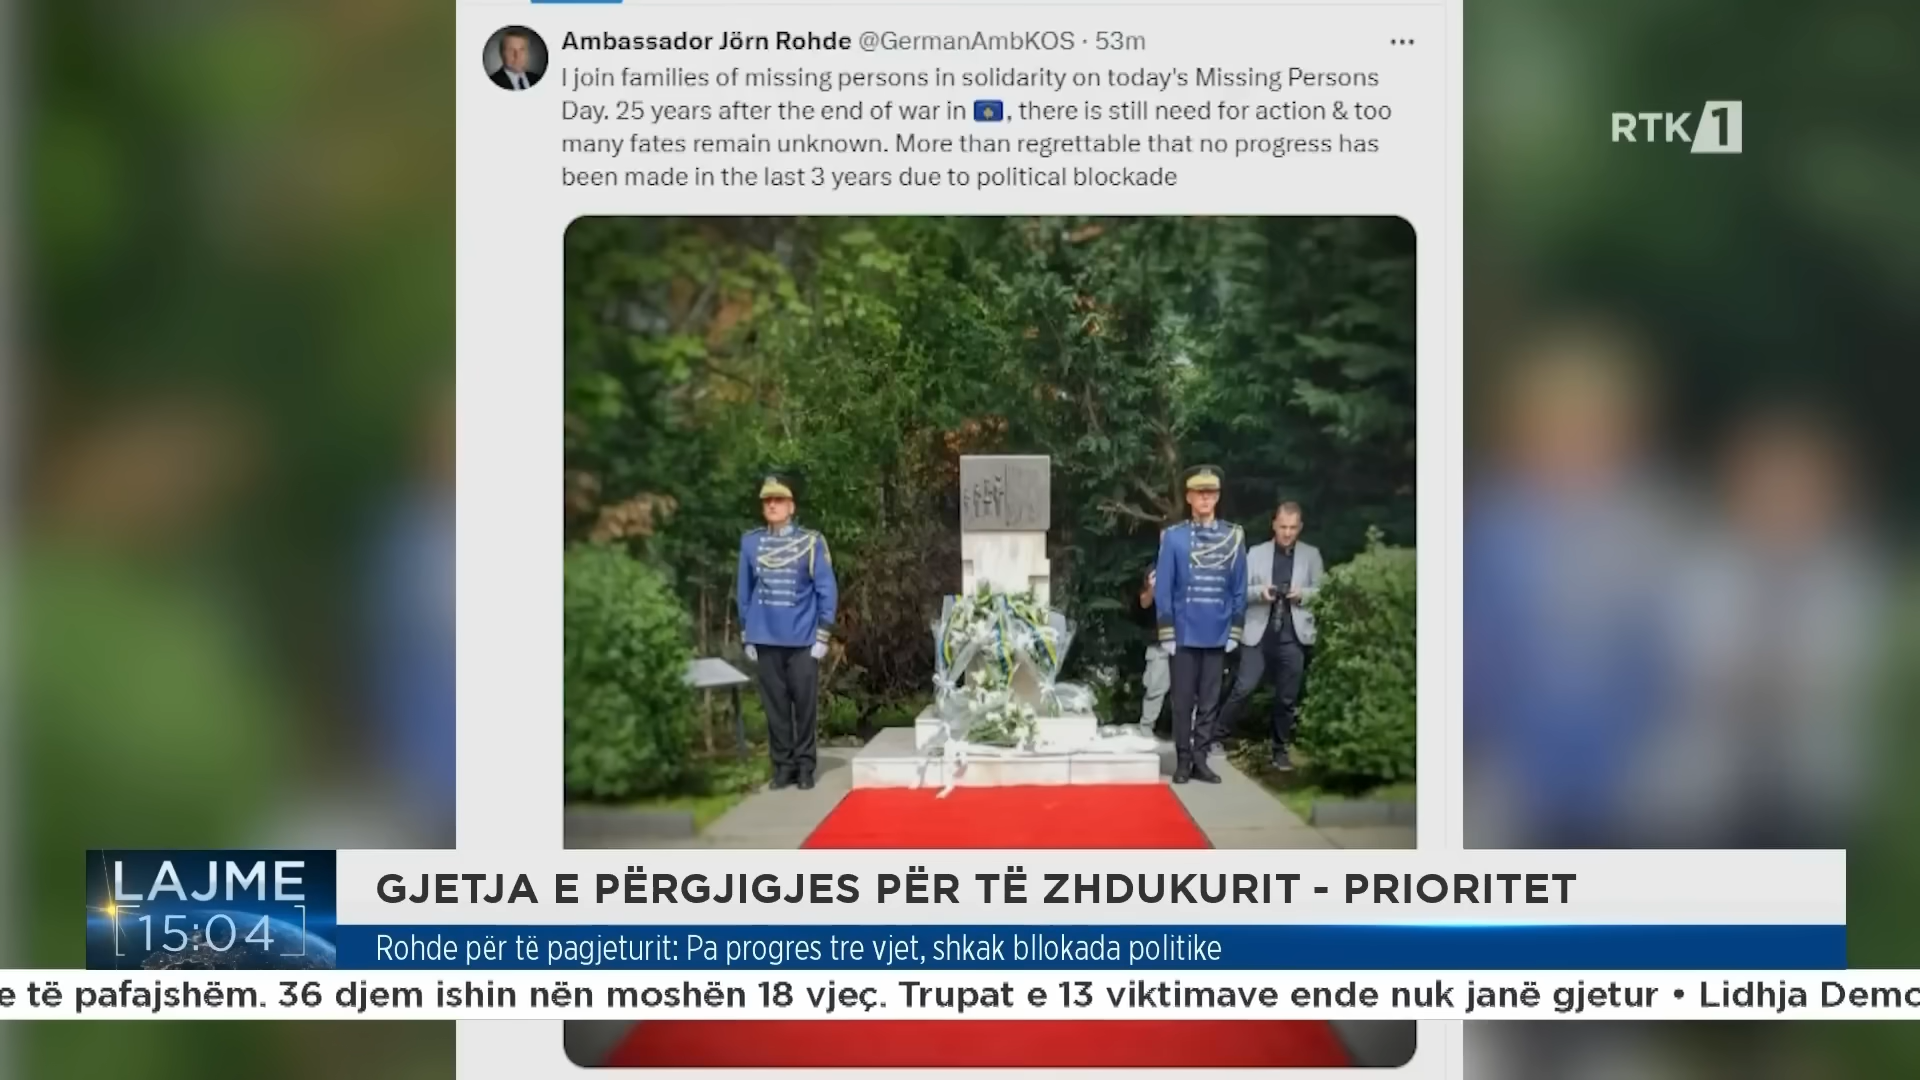 Ambassador Jörn Rohde @GermanAmbKOS · 53m
I join families of missing persons in solidarity on today's Missing Persons
Day. 25 years after the end of war in 🇽🇰, there is still need for action & too
many fates remain unknown. More than regrettable that no progress has
been made in the last 3 years due to political blockade
RTK/1
LAJME
15:04
GJETJA E PËRGJIGJES PËR TË ZHDUKURIT - PRIORITET
Rohde për të pagjeturit: Pa progres tre vjet, shkak bllokada politike
e të pafajshëm. 36 djem ishin nën moshën 18 vjeç. Trupat e 13 viktimave ende nuk janë gjetur • Lidhja Demo